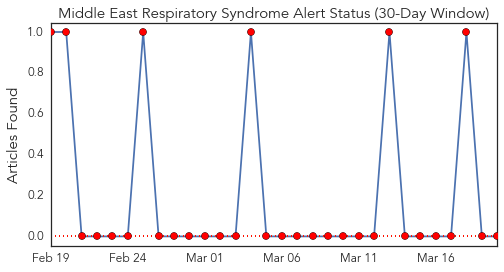 Middle East Respiratory Syndrome Alert Status (30-Day Window)
Articles Found
1.0
0.8
0.6
0.4
0.2
0.0
Feb 19 Feb 24 Mar 01 Mar 06 Mar 11 Mar 16